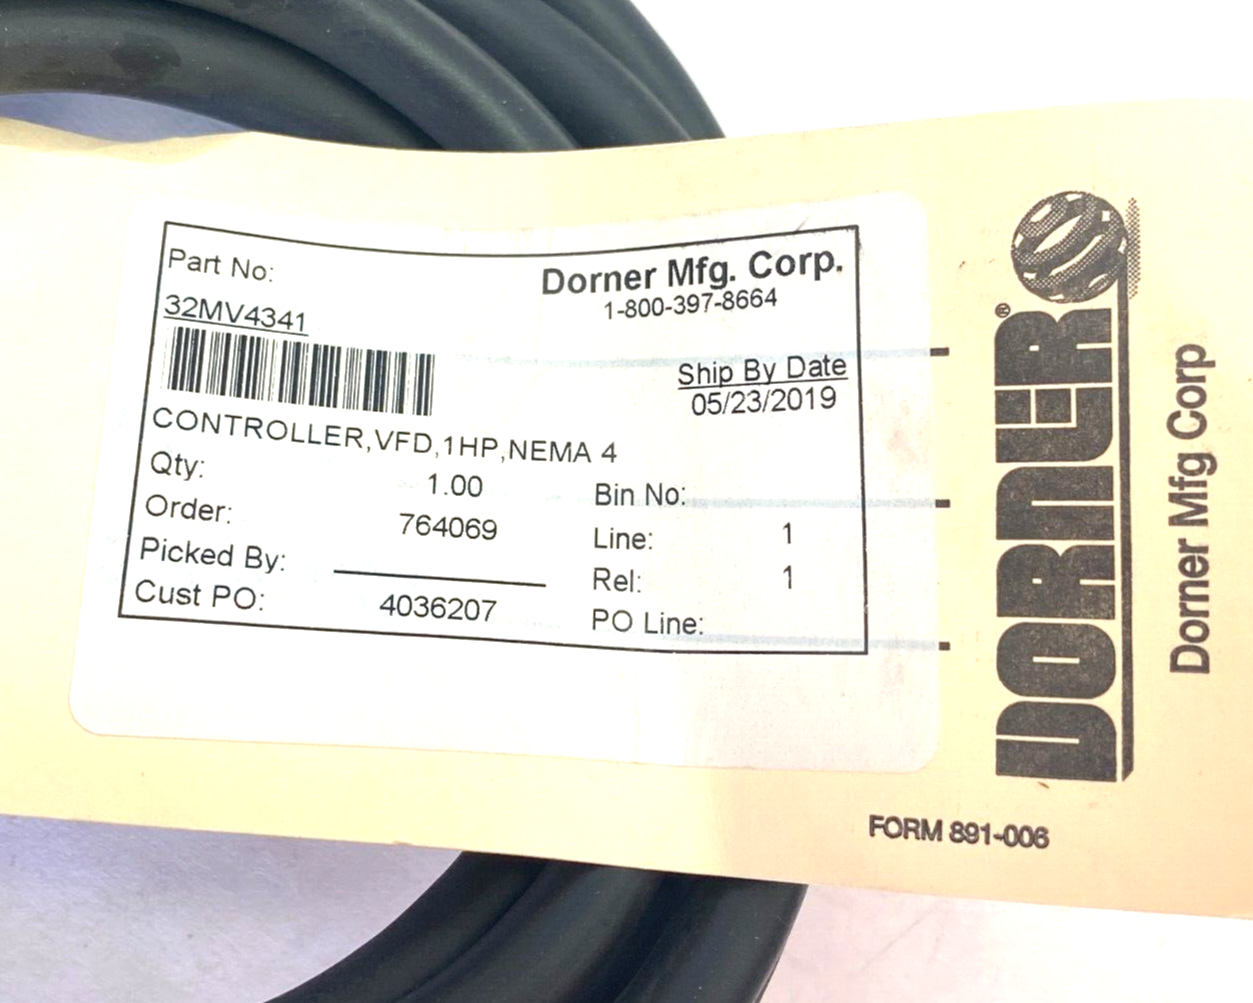 Part No:
Dorner Mfg. Corp.
1-800-397-8664
32MV4341
Ship By Date
05/23/2019
CONTROLLER,VFD,1HP,NEMA 4
Qty: 1.00 Bin No:
Order: 764069 Line: 1
Picked By: Rel: 1
Cust PO: 4036207 PO Line:
DORNER®
Dorner Mfg Corp
FORM 891-006